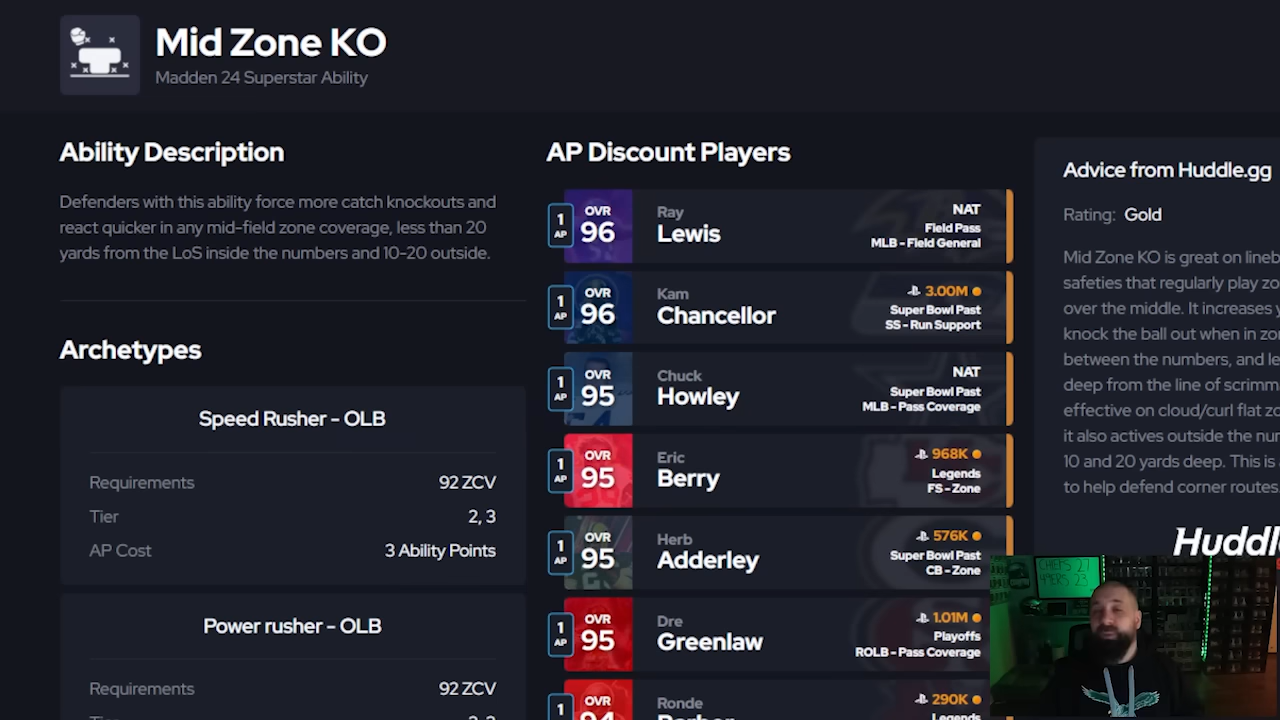 Mid Zone KO
Madden 24 Superstar Ability
Ability Description
Defenders with this ability force more catch knockouts and
react quicker in any mid-field zone coverage, less than 20
yards from the LoS inside the numbers and 10-20 outside.
Archetypes
Speed Rusher - OLB
Requirements 92 ZCV
Tier 2, 3
AP Cost 3 Ability Points
Power rusher - OLB
Requirements 92 ZCV
AP Discount Players
1 AP OVR 96 Ray Lewis NAT Field Pass MLB - Field General
1 AP OVR 96 Kam Chancellor 3.00M Super Bowl Past SS - Run Support
1 AP OVR 95 Chuck Howley NAT Super Bowl Past MLB - Pass Coverage
1 AP OVR 95 Eric Berry 968K Legends FS - Zone
1 AP OVR 95 Herb Adderley 576K Super Bowl Past CB - Zone
1 AP OVR 95 Dre Greenlaw 1.01M Playoffs ROLB - Pass Coverage
1 AP OVR 94 Ronde Barber 290K Legends
Advice from Huddle.gg
Rating: Gold
Mid Zone KO is great on lineb
safeties that regularly play zo
over the middle. It increases y
knock the ball out when in zon
between the numbers, and le
deep from the line of scrimm
effective on cloud/curl flat zo
it also actives outside the nur
10 and 20 yards deep. This is
to help defend corner routes
Huddl
CHIEFS 27
49ERS 23